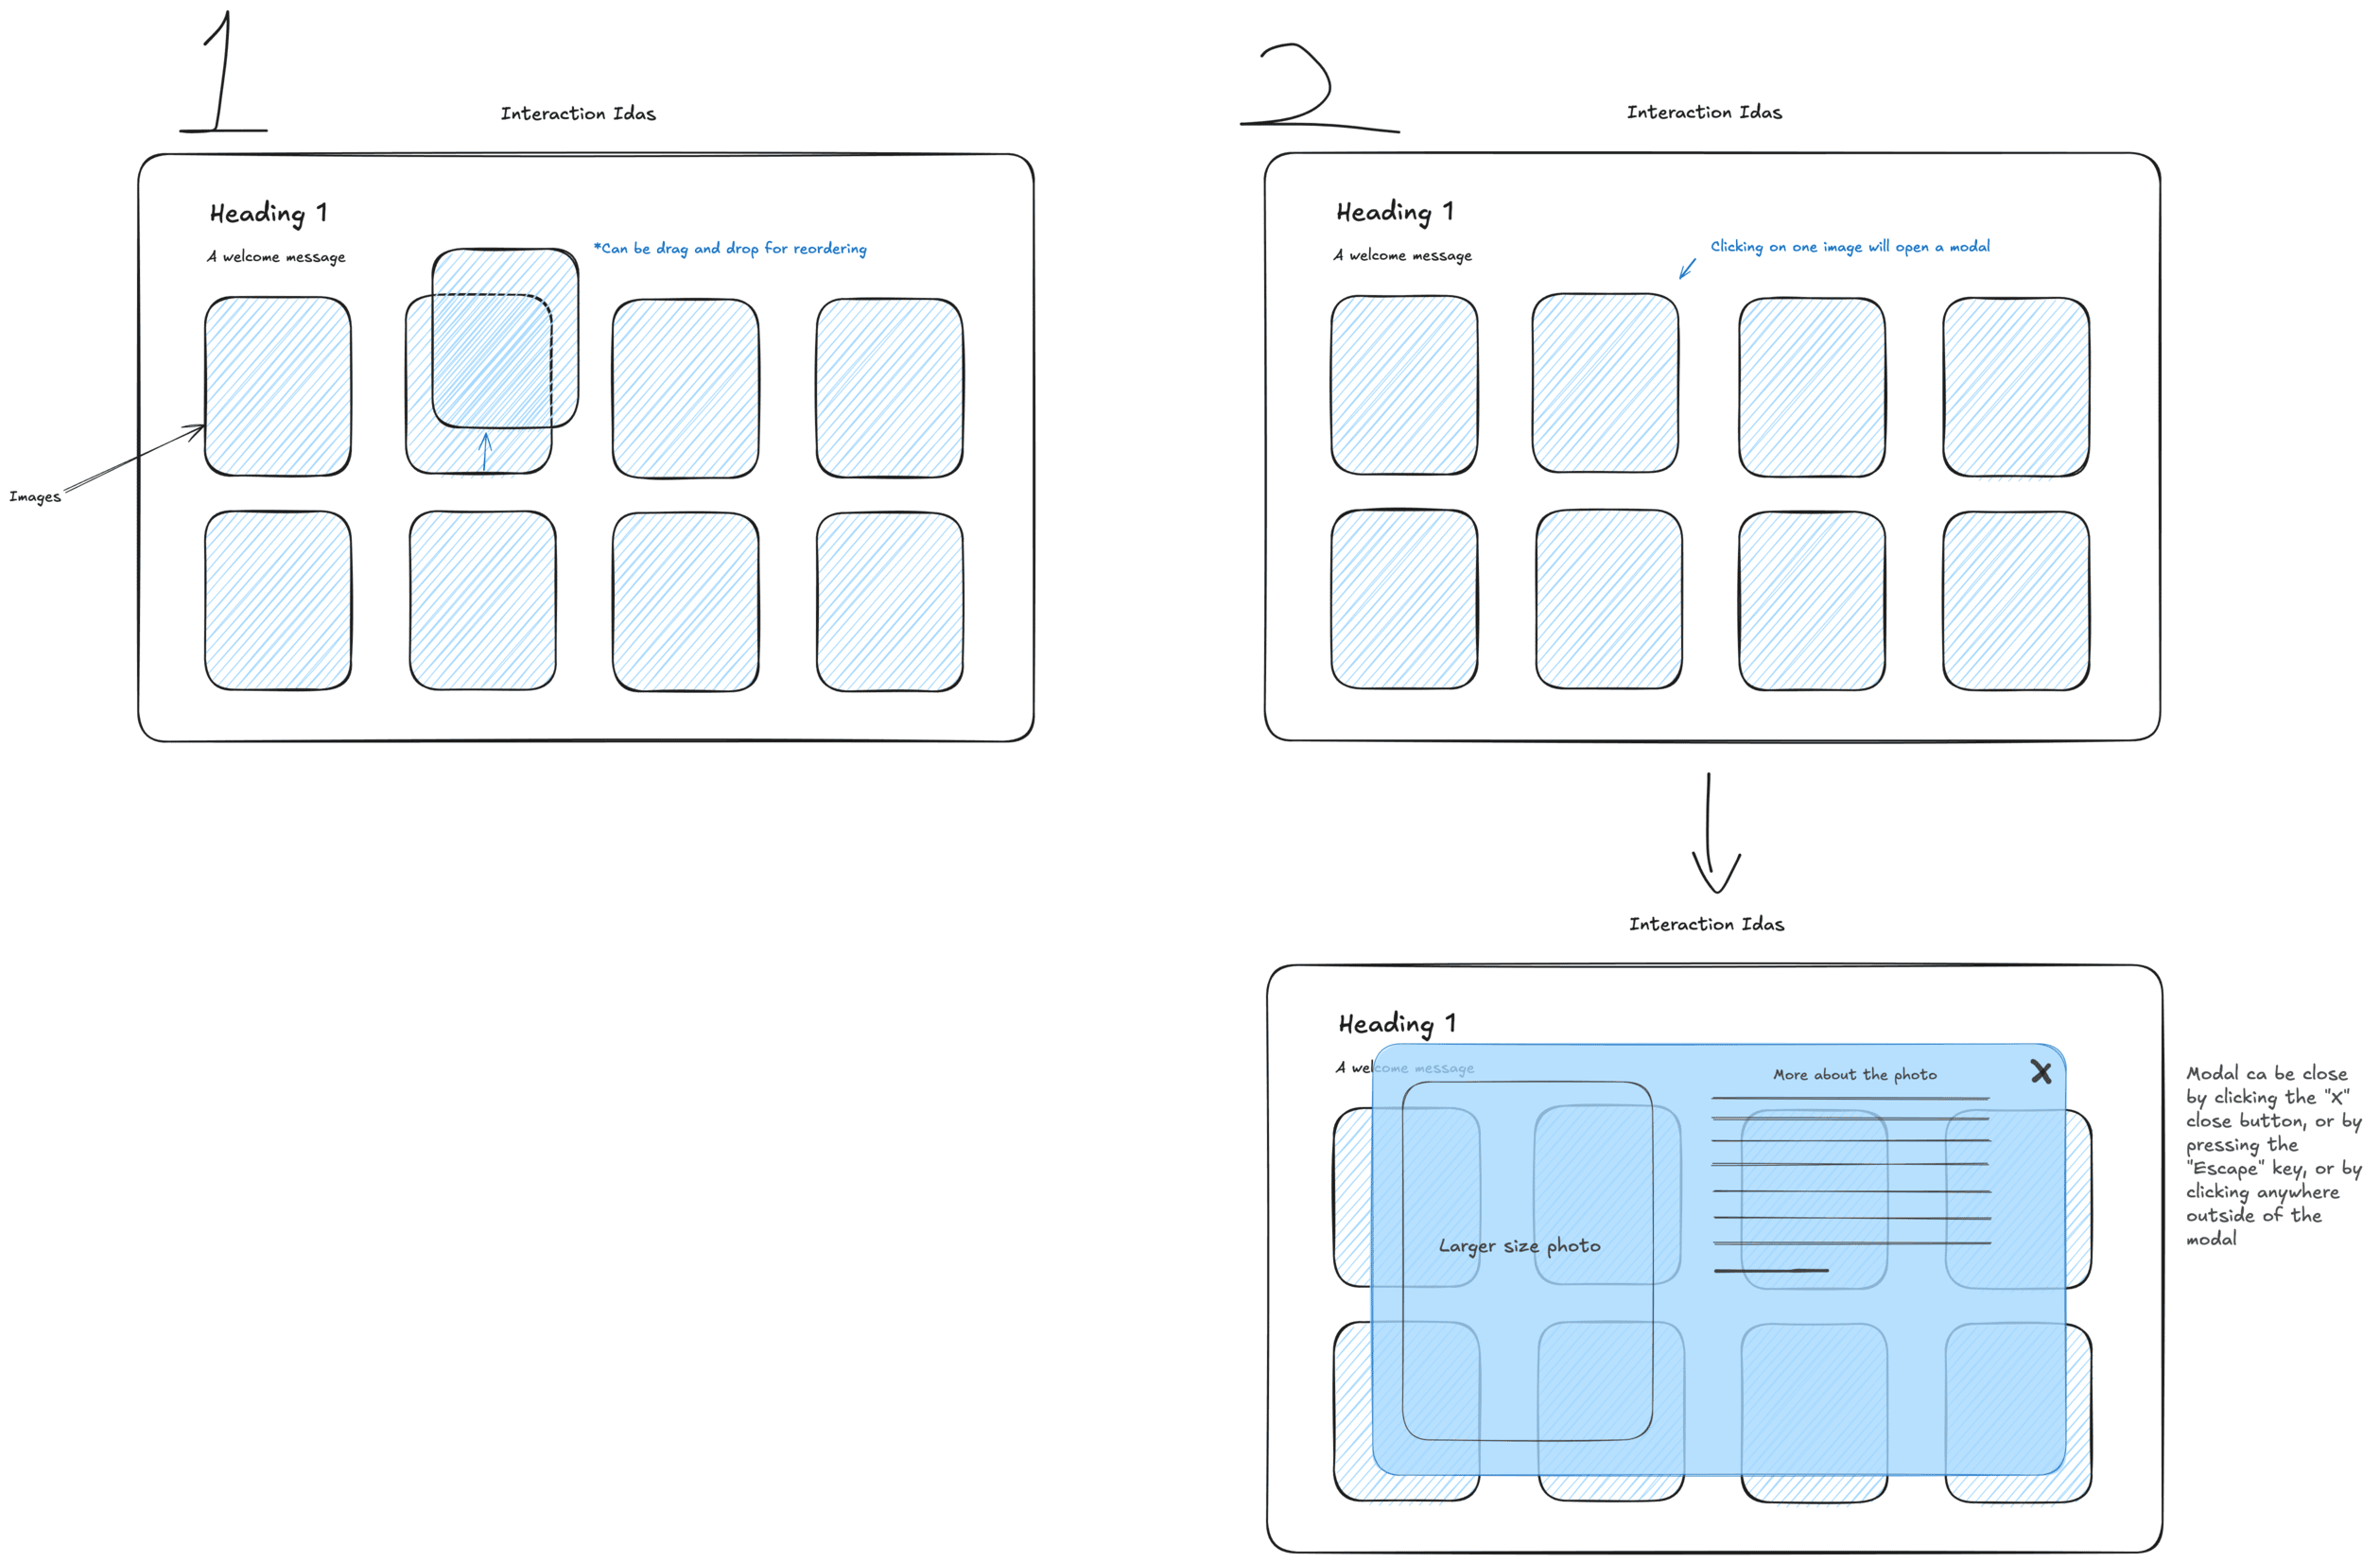 1
Interaction Idas
Heading 1
A welcome message
*Can be drag and drop for reordering
Images
2
Interaction Idas
Heading 1
A welcome message
Clicking on one image will open a modal
Interaction Idas
Heading 1
A welcome message
More about the photo
X
Larger size photo
Modal ca be close
by clicking the "X"
close button, or by
pressing the
"Escape" key, or by
clicking anywhere
outside of the
modal